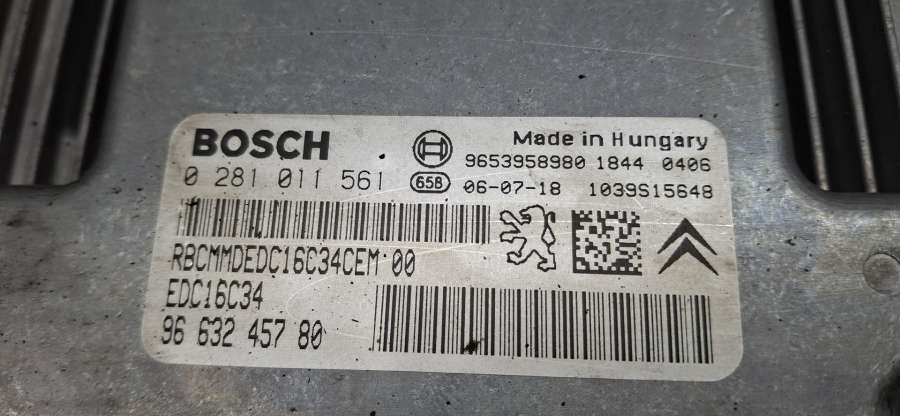 BOSCH
Made in Hungary
9653958980 1844 0406
0 281 011 561
658 06-07-18 1039S15648
RBCMMDEDC16C34CEM 00
EDC16C34
96 632 457 80